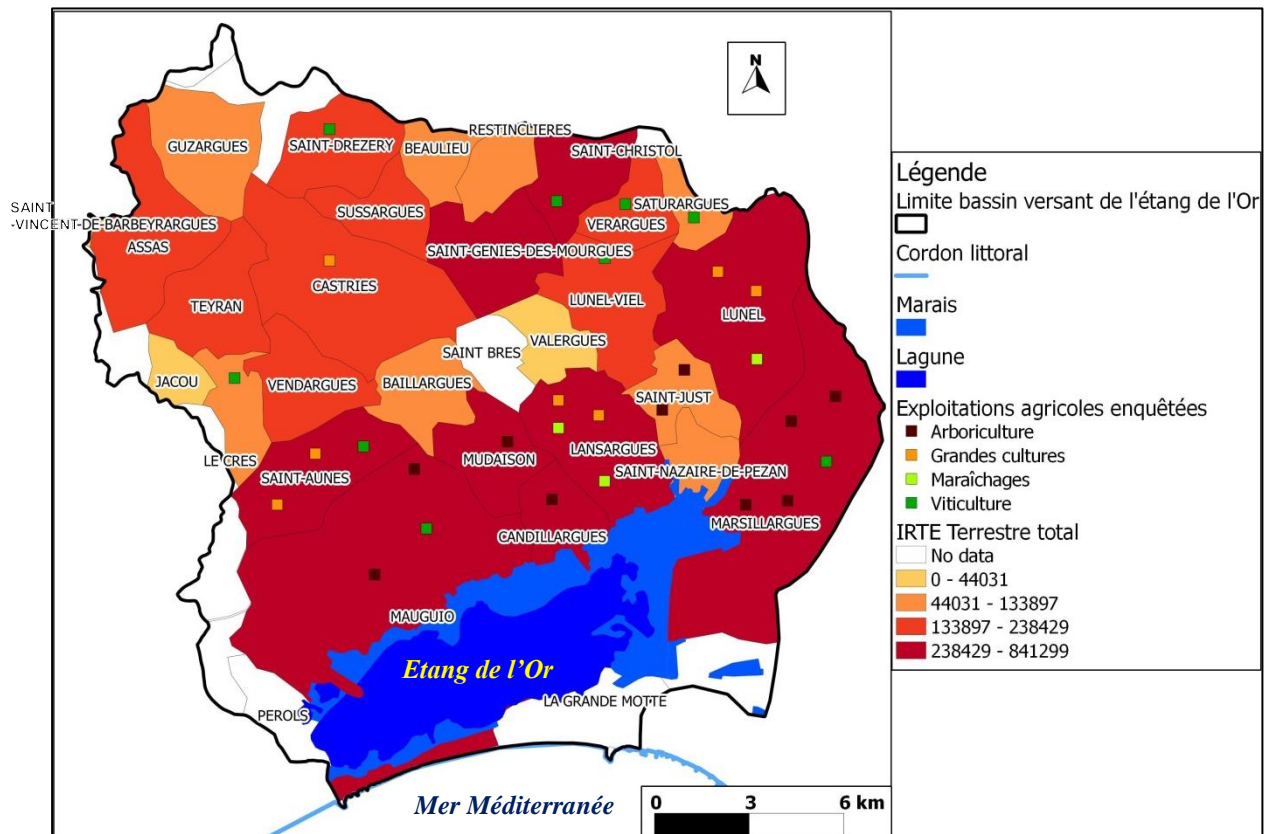 N
RESTINCLIERES
GUZARGUES
SAINT-DREZERY
BEAULIEU
SAINT-CHRISTOL
SAINT
-VINCENT-DE-BARBEYRARGUES
SUSSARGUES
SATURARGUES
VERARGUES
ASSAS
SAINT-GENIES-DES-MOURGUES
CASTRIES
TEYRAN
LUNEL-VIEL
LUNEL
VALERGUES
SAINT BRES
JACOU
VENDARGUES
BAILLARGUES
SAINT-JUST
LE CRES
MUDAISON
LANSARGUES
SAINT-AUNES
SAINT-NAZAIRE-DE-PEZAN
MARSILLARGUES
CANDILLARGUES
MAUGUIO
Etang de l'Or
LA GRANDE MOTTE
PEROLS
Mer Méditerranée
0 3 6 km
Légende
Limite bassin versant de l'étang de l'Or
Cordon littoral
Marais
Lagune
Exploitations agricoles enquêtées
Arboriculture
Grandes cultures
Maraîchages
Viticulture
IRTE Terrestre total
No data
0 - 44031
44031 - 133897
133897 - 238429
238429 - 841299